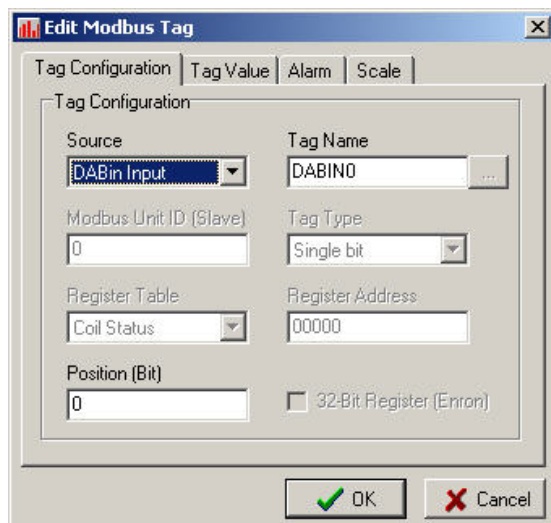 Edit Modbus Tag
Tag Configuration Tag Value Alarm Scale
Tag Configuration
Source Tag Name
DABin Input DABIN0 ...
Modbus Unit ID (Slave) Tag Type
0 Single bit
Register Table Register Address
Coil Status 00000
Position (Bit)
0 32-Bit Register (Enron)
OK Cancel